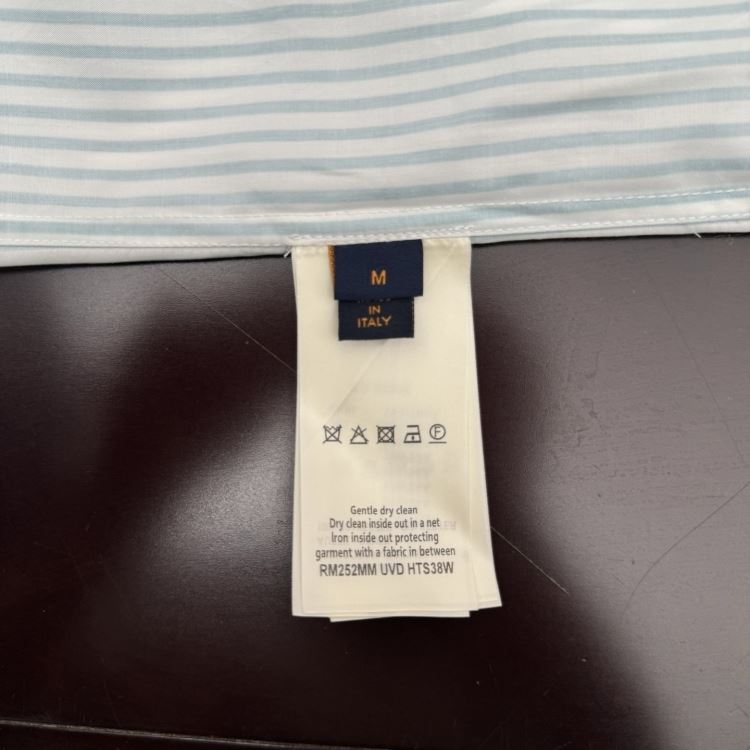 M
IN
ITALY
F
Gentle dry clean
Dry clean inside out in a net
Iron inside out protecting
garment with a fabric in between
RM252MM UVD HTS38W